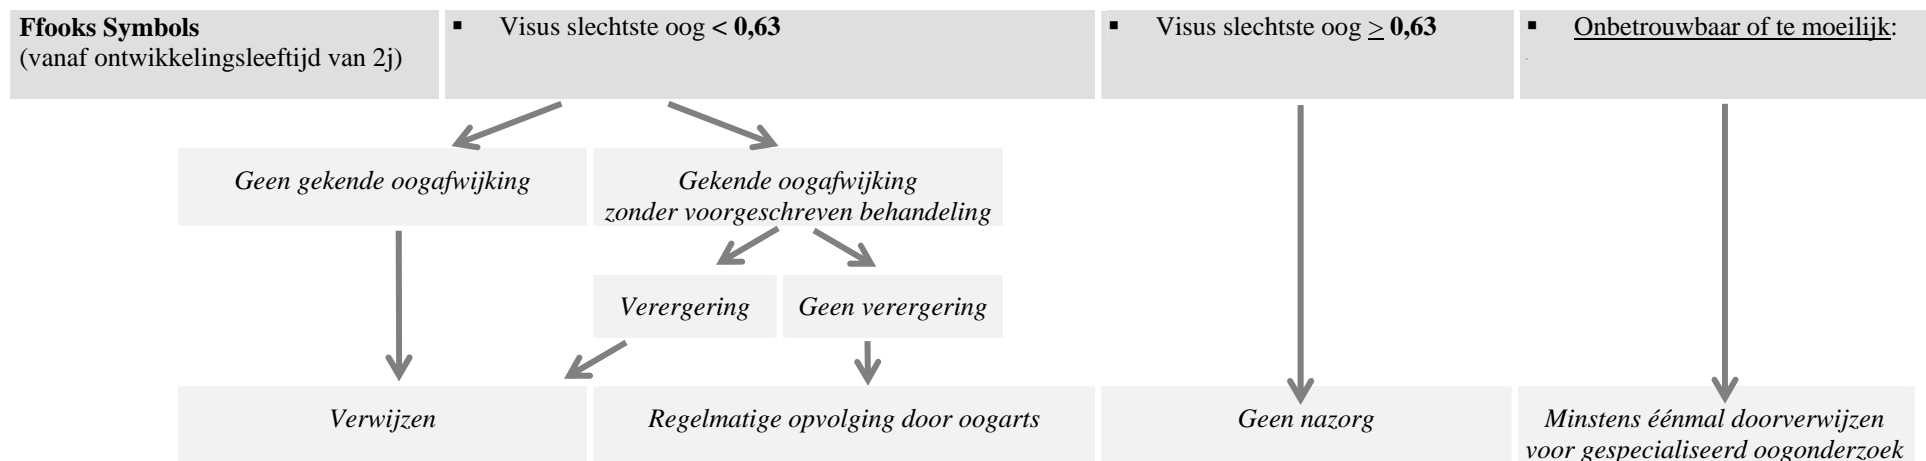 Ffooks Symbols
(vanaf ontwikkelingsleeftijd van 2j)
▪ Visus slechtste oog < 0,63
▪ Visus slechtste oog ≥ 0,63
▪ Onbetrouwbaar of te moeilijk:
Geen gekende oogafwijking
Gekende oogafwijking
zonder voorgeschreven behandeling
Verergering
Geen verergering
Verwijzen
Regelmatige opvolging door oogarts
Geen nazorg
Minstens éénmal doorverwijzen
voor gespecialiseerd oogonderzoek